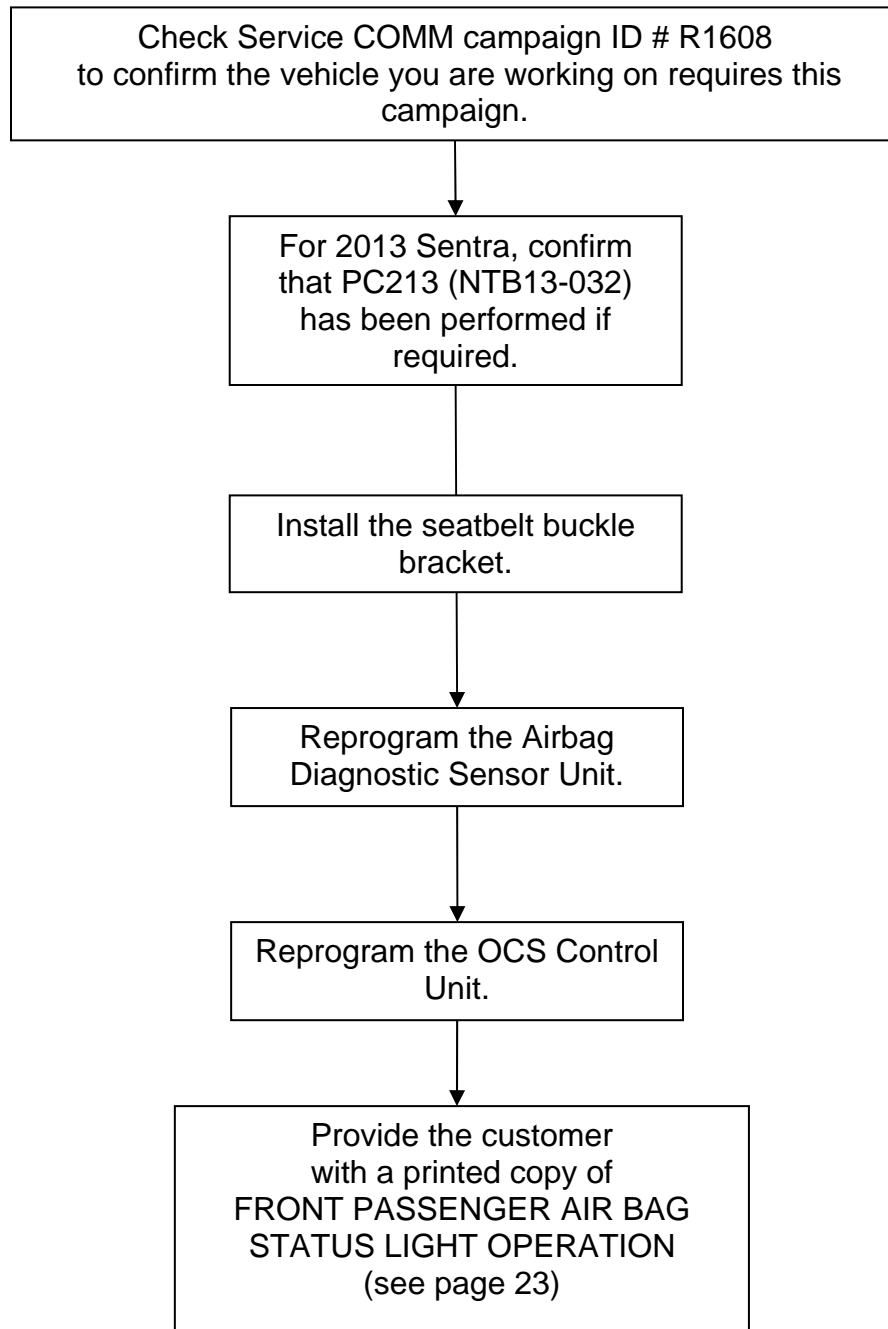 Check Service COMM campaign ID # R1608
to confirm the vehicle you are working on requires this
campaign.
For 2013 Sentra, confirm
that PC213 (NTB13-032)
has been performed if
required.
Install the seatbelt buckle
bracket.
Reprogram the Airbag
Diagnostic Sensor Unit.
Reprogram the OCS Control
Unit.
Provide the customer
with a printed copy of
FRONT PASSENGER AIR BAG
STATUS LIGHT OPERATION
(see page 23)